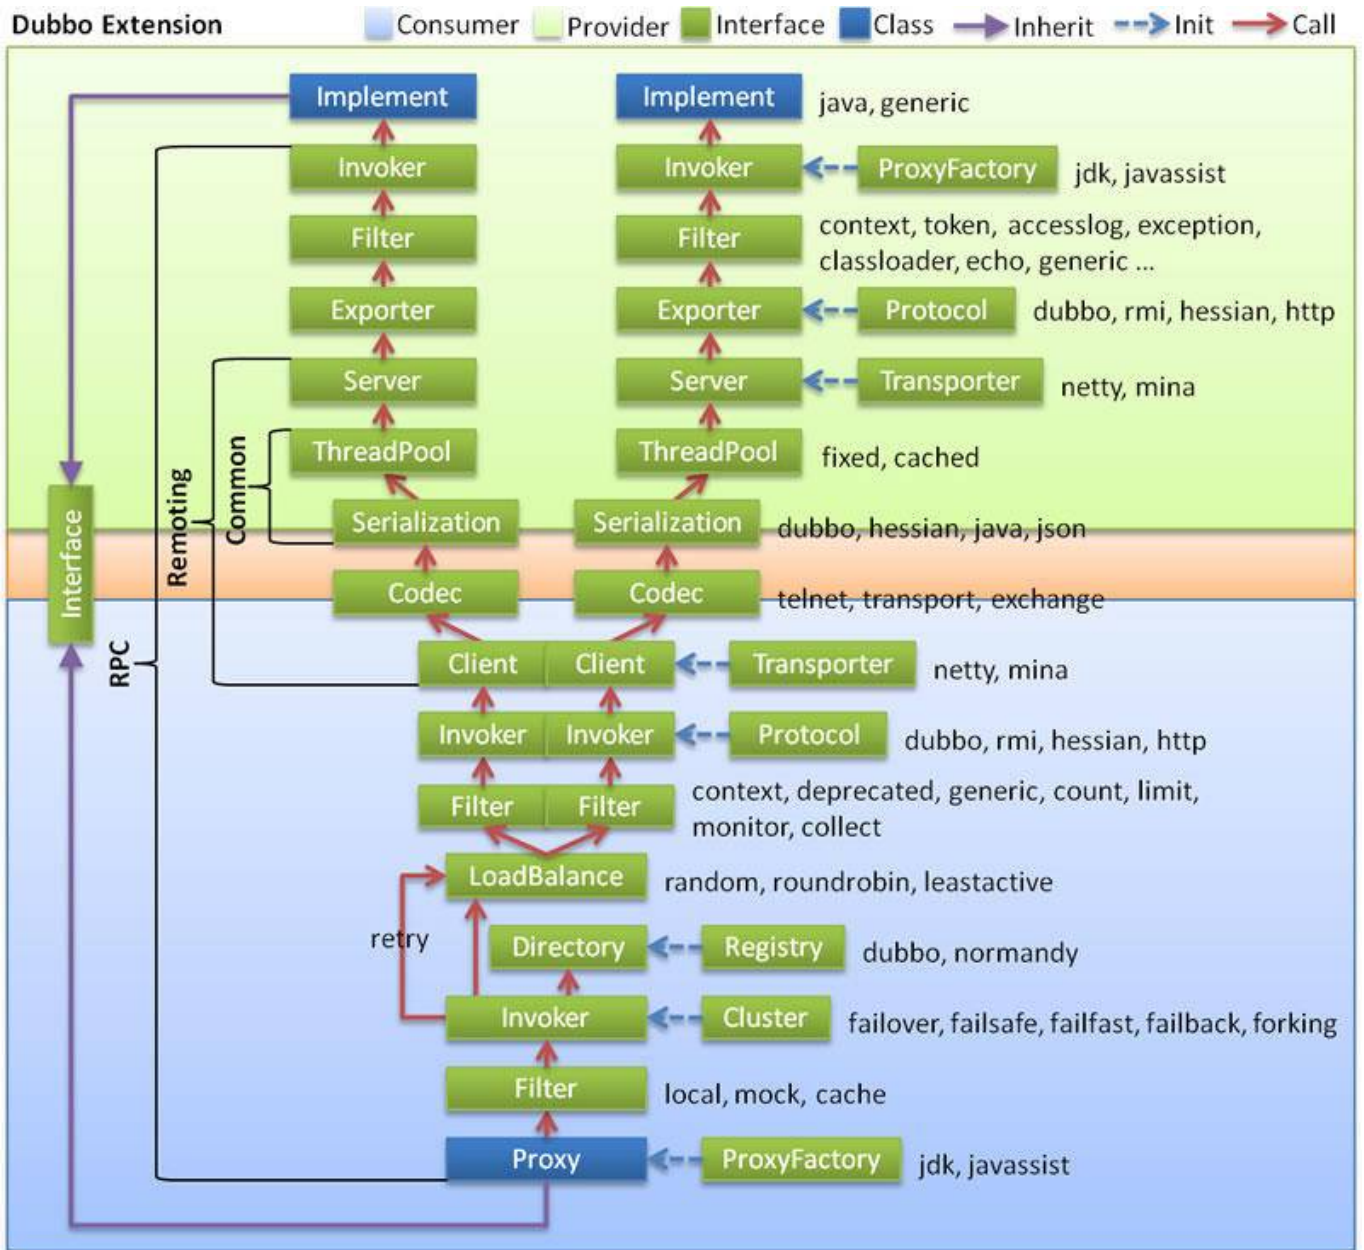 Dubbo Extension Consumer Provider Interface Class Inherit Init Call
Implement Implement java, generic
Invoker Invoker ProxyFactory jdk, javassist
Filter Filter context, token, accesslog, exception,
classloader, echo, generic ...
Exporter Exporter Protocol dubbo, rmi, hessian, http
Server Server Transporter netty, mina
ThreadPool ThreadPool fixed, cached
Common
Remoting
Serialization Serialization dubbo, hessian, java, json
Interface
Codec Codec telnet, transport, exchange
RPC
Client Client Transporter netty, mina
Invoker Invoker Protocol dubbo, rmi, hessian, http
Filter Filter context, deprecated, generic, count, limit,
monitor, collect
LoadBalance random, roundrobin, leastactive
retry
Directory Registry dubbo, normandy
Invoker Cluster failover, failsafe, failfast, failback, forking
Filter local, mock, cache
Proxy ProxyFactory jdk, javassist